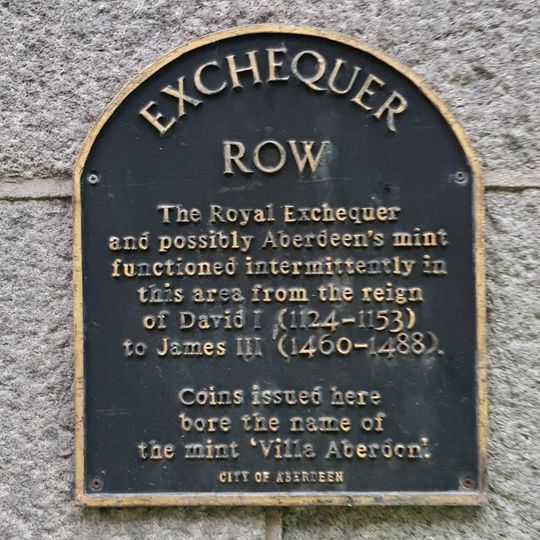 EXCHEQUER
ROW
The Royal Exchequer
and possibly Aberdeen's mint
functioned intermittently in
this area from the reign
of David I (1124-1153)
to James III (1460-1488).
Coins issued here
bore the name of
the mint 'Villa Aberdon'.
CITY OF ABERDEEN